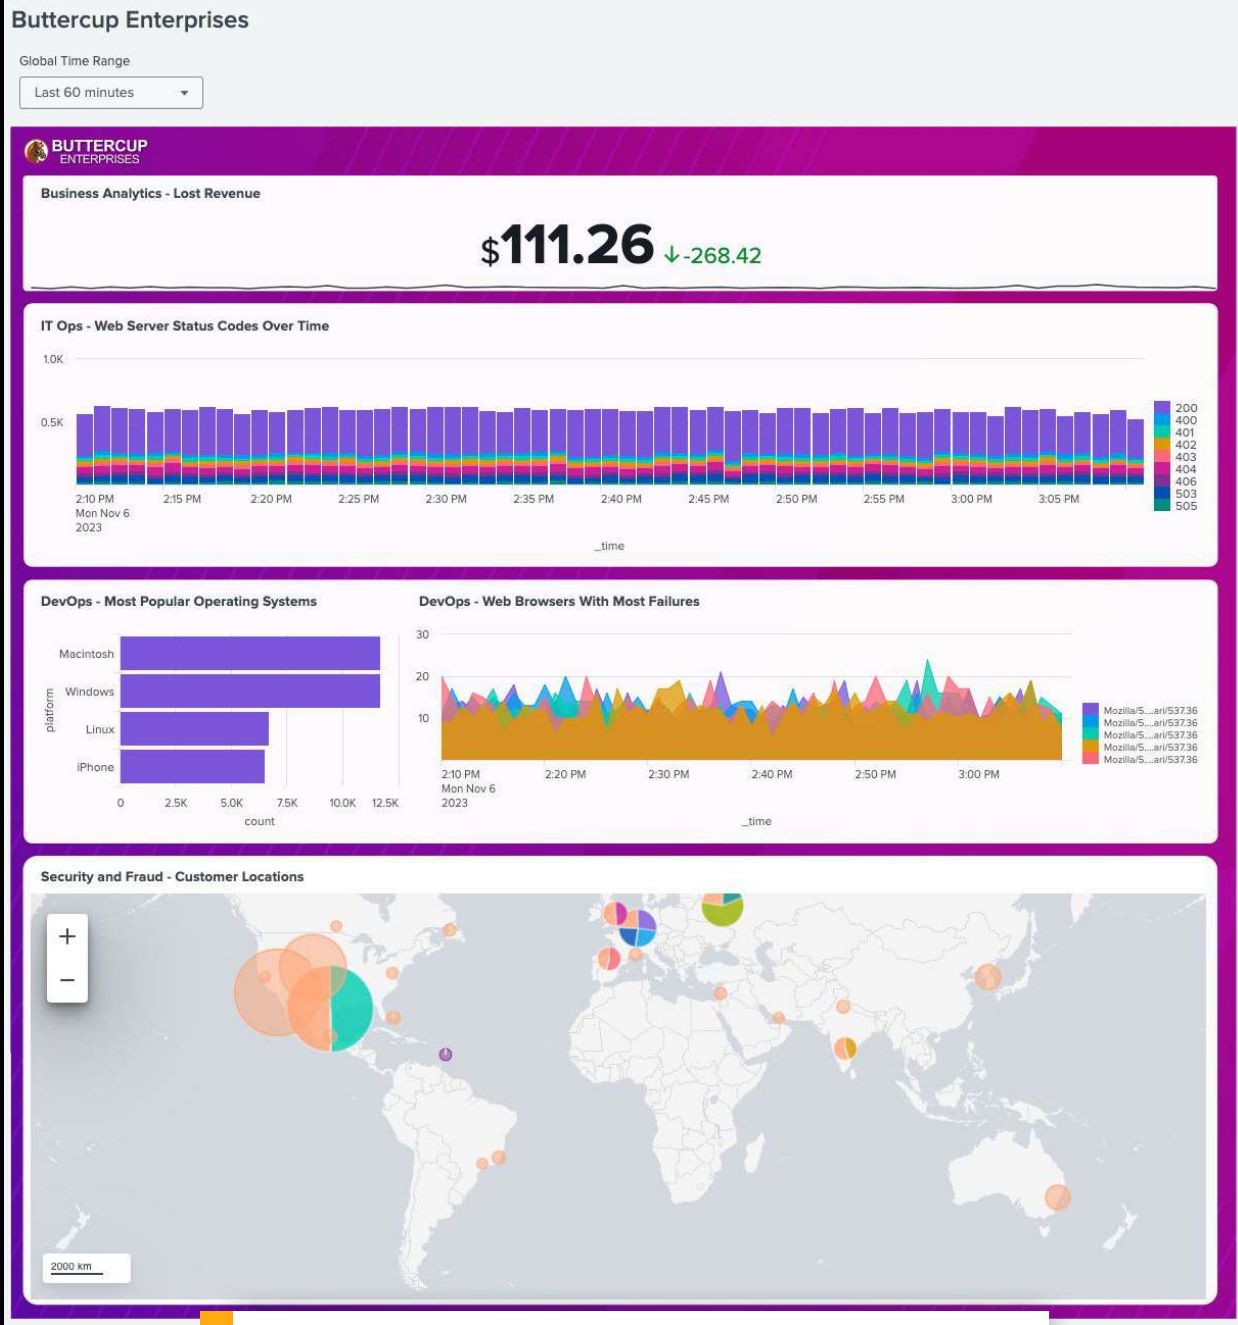 Buttercup Enterprises
Global Time Range
Last 60 minutes
BUTTERCUP
ENTERPRISES
Business Analytics - Lost Revenue
$111.26 ↓-268.42
IT Ops - Web Server Status Codes Over Time
1.0K
0.5K
200
400
401
402
403
404
406
503
505
2:10 PM 2:15 PM 2:20 PM 2:25 PM 2:30 PM 2:35 PM 2:40 PM 2:45 PM 2:50 PM 2:55 PM 3:00 PM 3:05 PM
Mon Nov 6
2023
_time
DevOps - Most Popular Operating Systems
Macintosh
Windows
Linux
iPhone
platform
0 2.5K 5.0K 7.5K 10.0K 12.5K
count
DevOps - Web Browsers With Most Failures
30
20
10
Mozilla/5....ari/537.36
Mozilla/5....ari/537.36
Mozilla/5....ari/537.36
Mozilla/5....ari/537.36
Mozilla/5....ari/537.36
2:10 PM 2:20 PM 2:30 PM 2:40 PM 2:50 PM 3:00 PM
Mon Nov 6
2023
_time
Security and Fraud - Customer Locations
+
−
2000 km